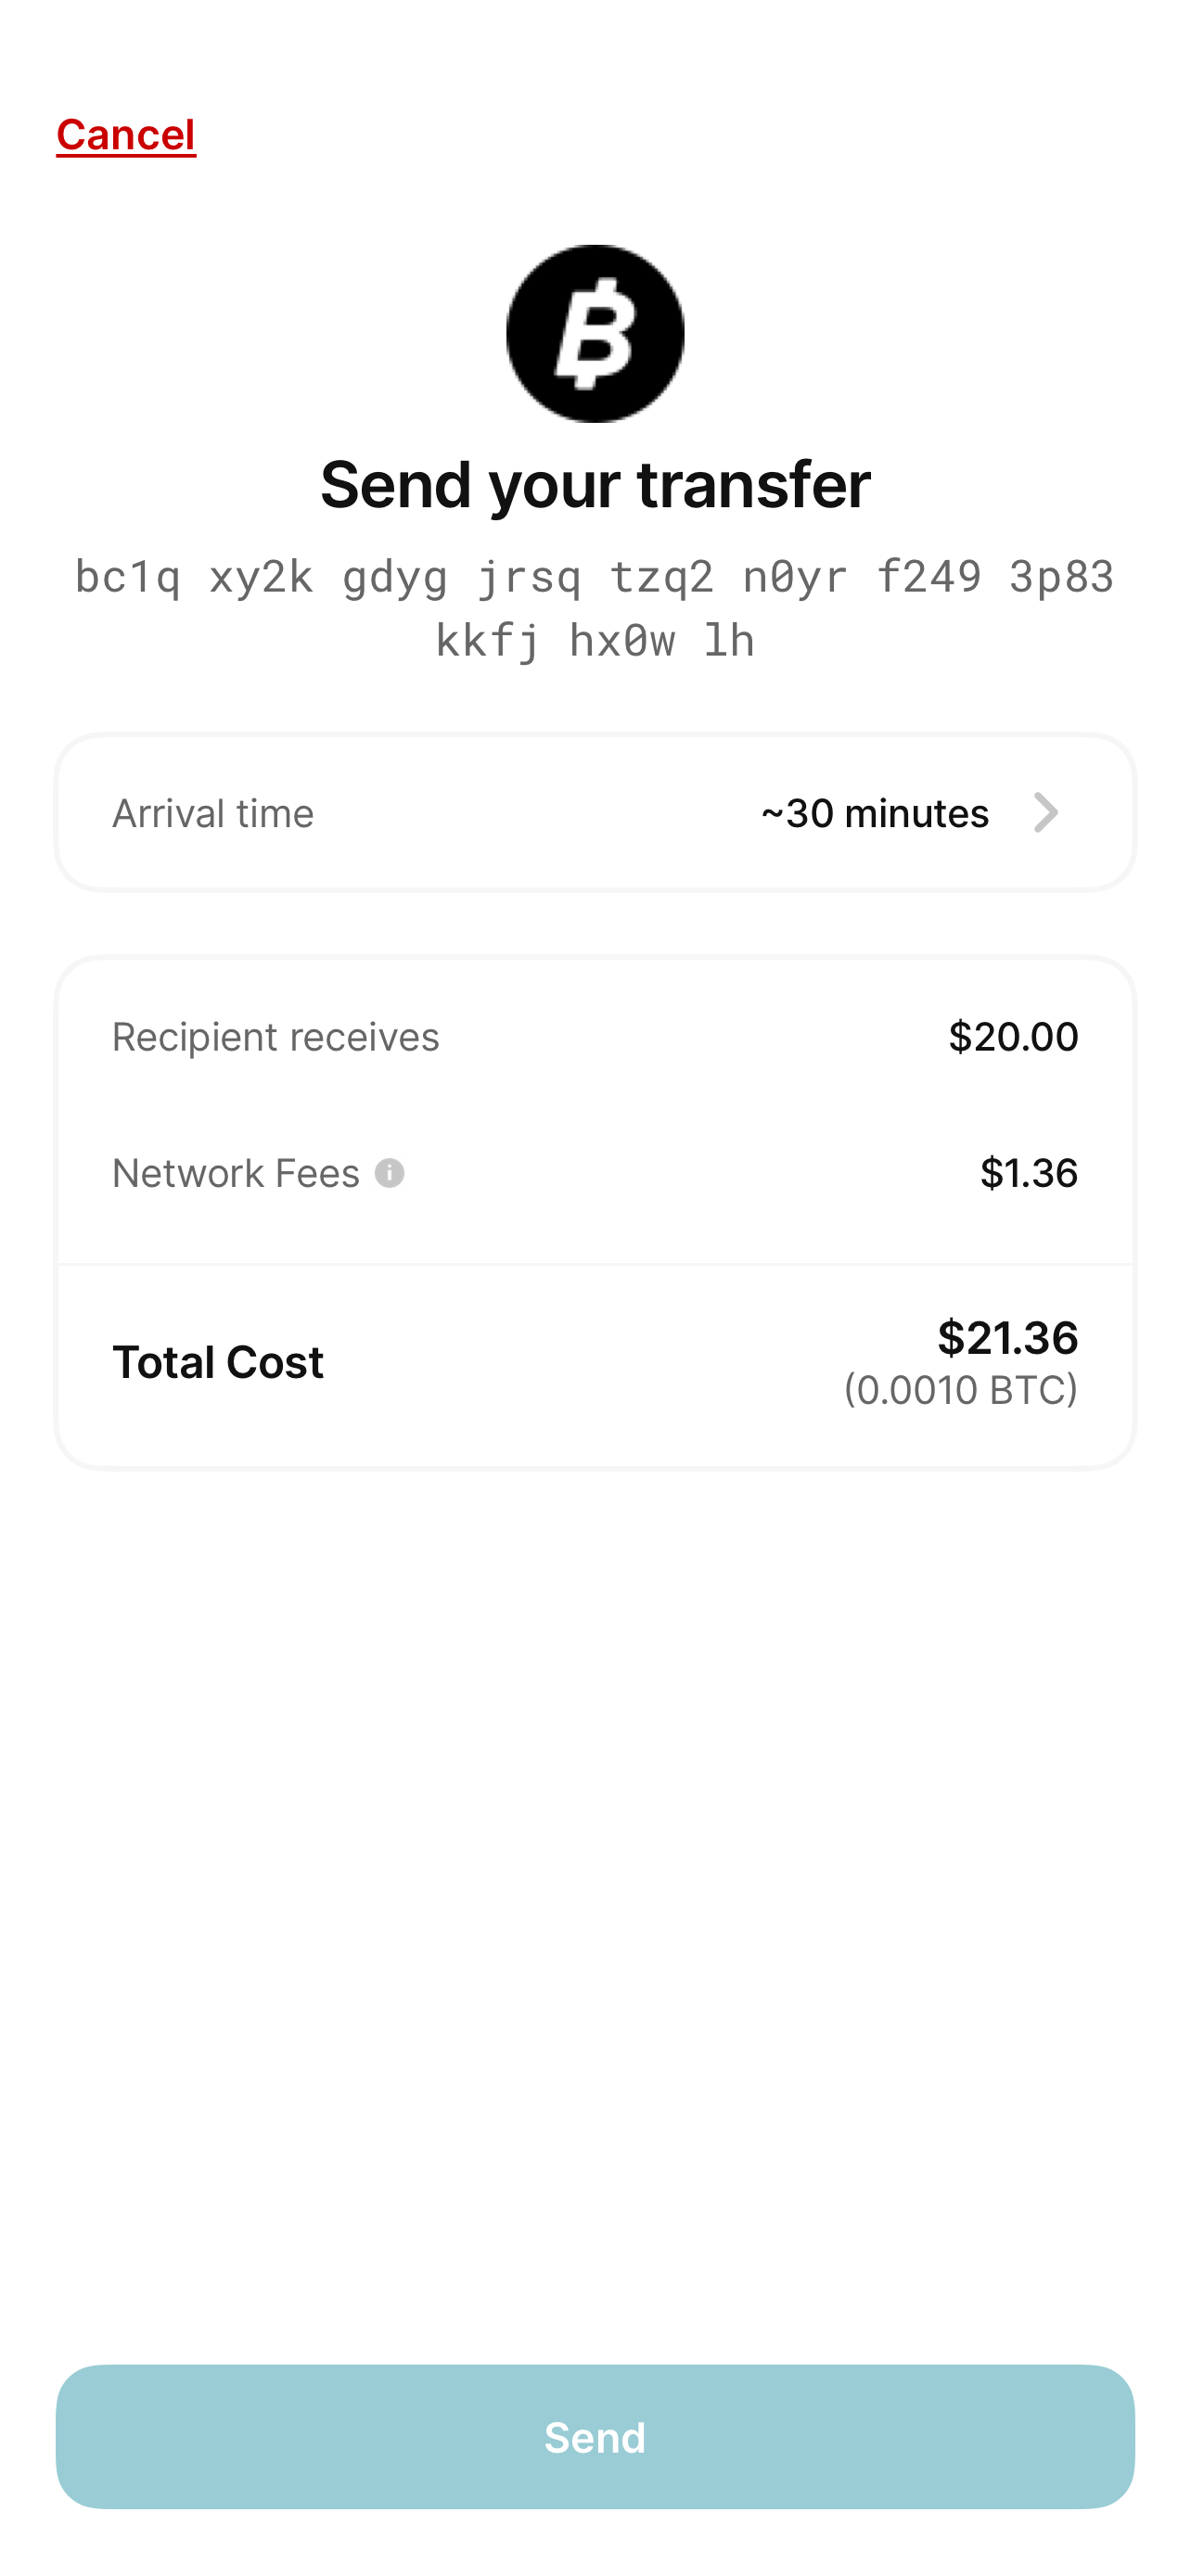 Cancel
Send your transfer
bc1q xy2k gdyg jrsq tzq2 n0yr f249 3p83
kkfj hx0w lh
Arrival time ~30 minutes
Recipient receives $20.00
Network Fees $1.36
Total Cost $21.36
(0.0010 BTC)
Send